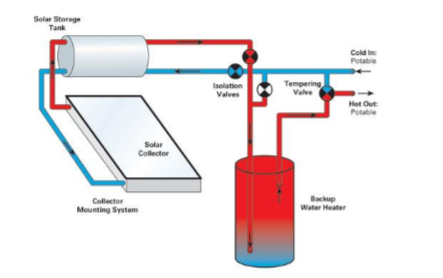 Solar Storage
Tank
Cold In:
Potable
Isolation
Valves
Tempering
Valve
Hot Out:
Potable
Solar
Collector
Collector
Mounting System
Backup
Water Heater